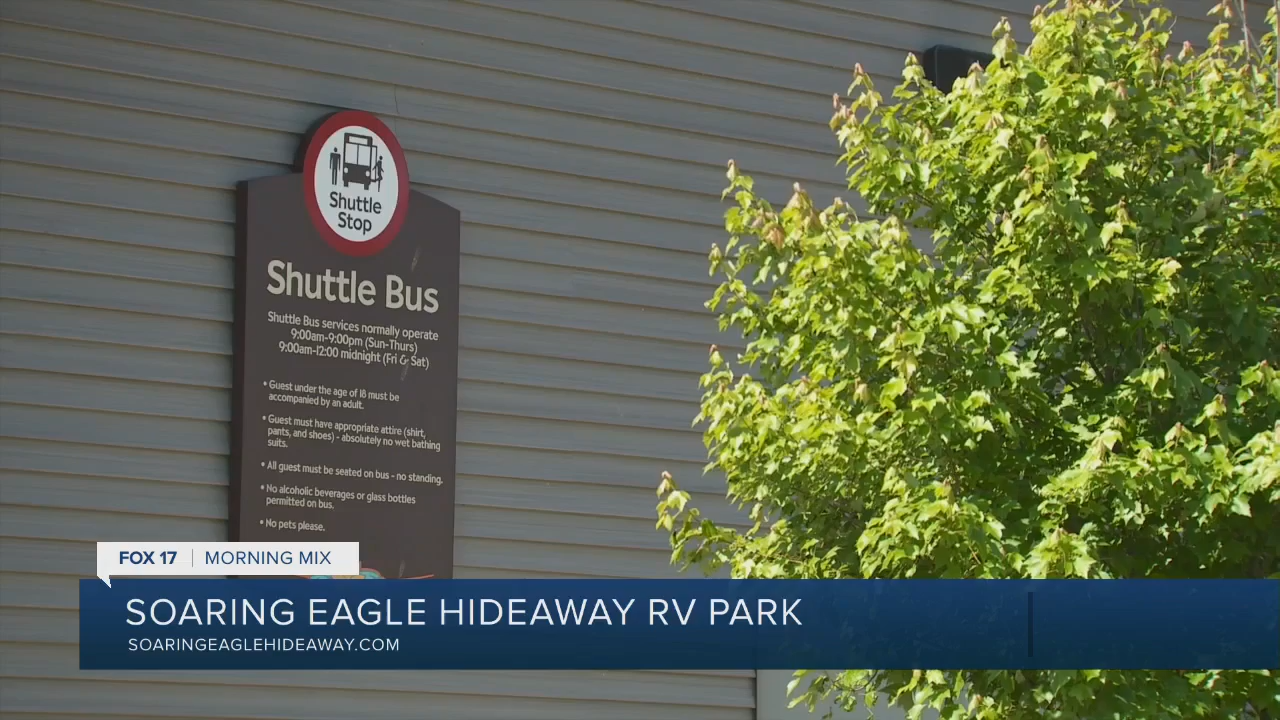 Shuttle
Stop
Shuttle Bus
Shuttle Bus services normally operate
9:00am-9:00pm (Sun-Thurs)
9:00am-12:00 midnight (Fri & Sat)
• Guest under the age of 18 must be
accompanied by an adult.
• Guest must have appropriate attire (shirt,
pants, and shoes) - absolutely no wet bathing
suits.
• All guest must be seated on bus - no standing.
• No alcoholic beverages or glass bottles
permitted on bus.
• No pets please.
FOX 17 | MORNING MIX
SOARING EAGLE HIDEAWAY RV PARK
SOARINGEAGLEHIDEAWAY.COM